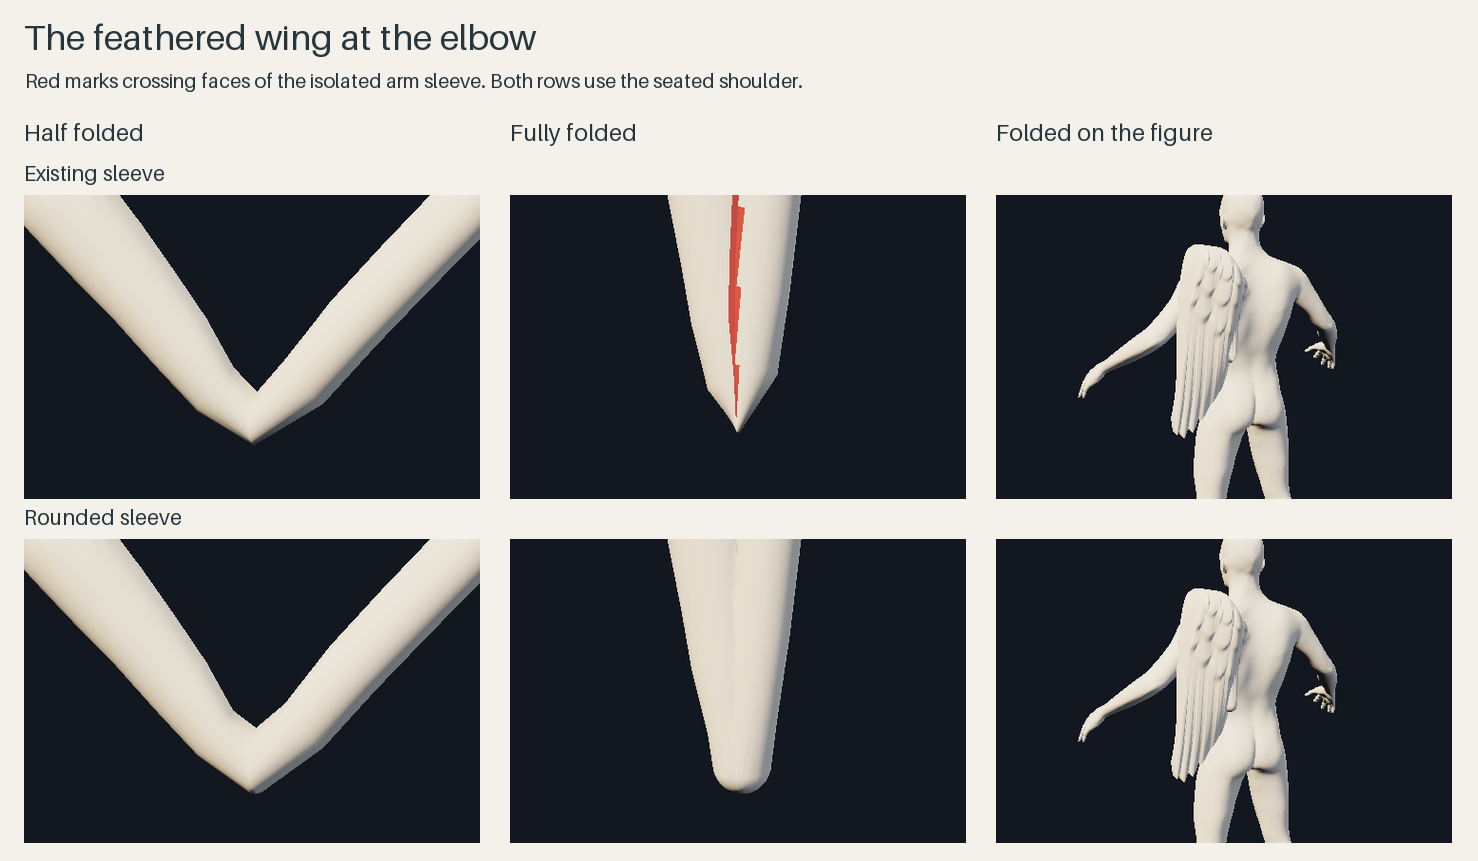 The feathered wing at the elbow
Red marks crossing faces of the isolated arm sleeve. Both rows use the seated shoulder.
Half folded
Fully folded
Folded on the figure
Existing sleeve
Rounded sleeve